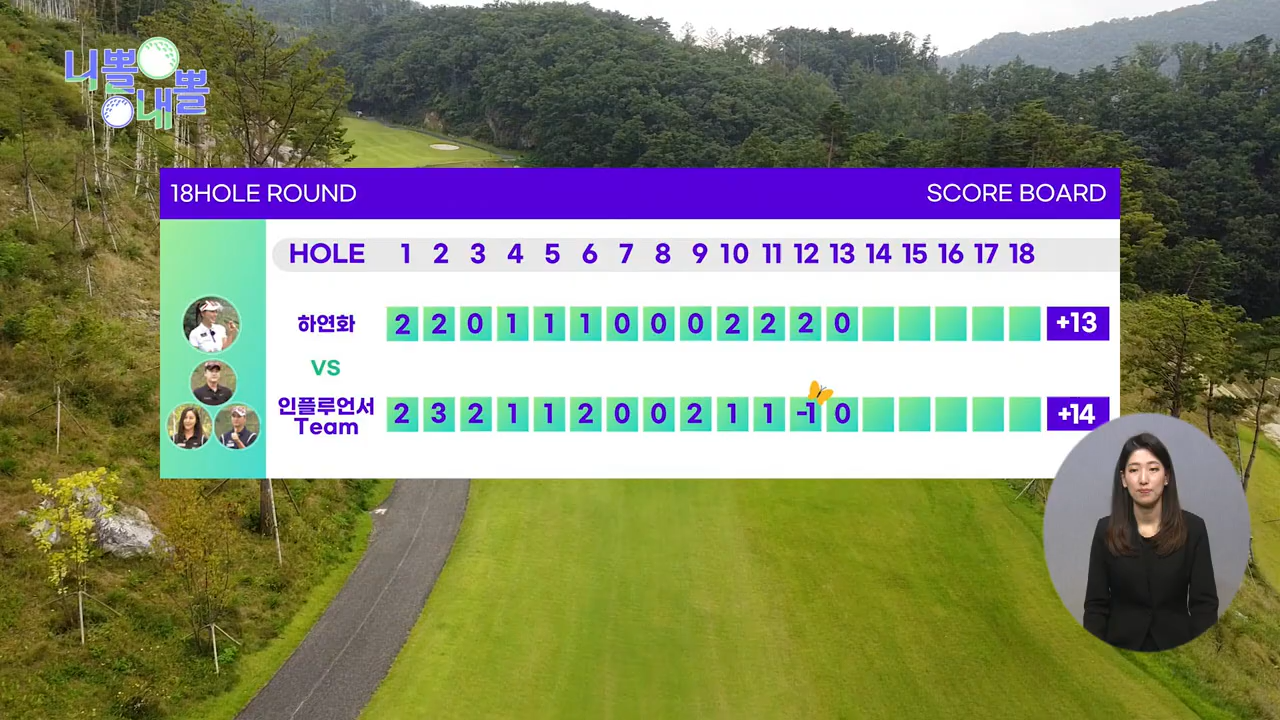 니뽈
내뽈
18HOLE ROUND SCORE BOARD
HOLE 1 2 3 4 5 6 7 8 9 10 11 12 13 14 15 16 17 18
하연화 2 2 0 1 1 1 0 0 0 2 2 2 0 +13
VS
인플루언서
Team 2 3 2 1 1 2 0 0 2 1 1 -1 0 +14